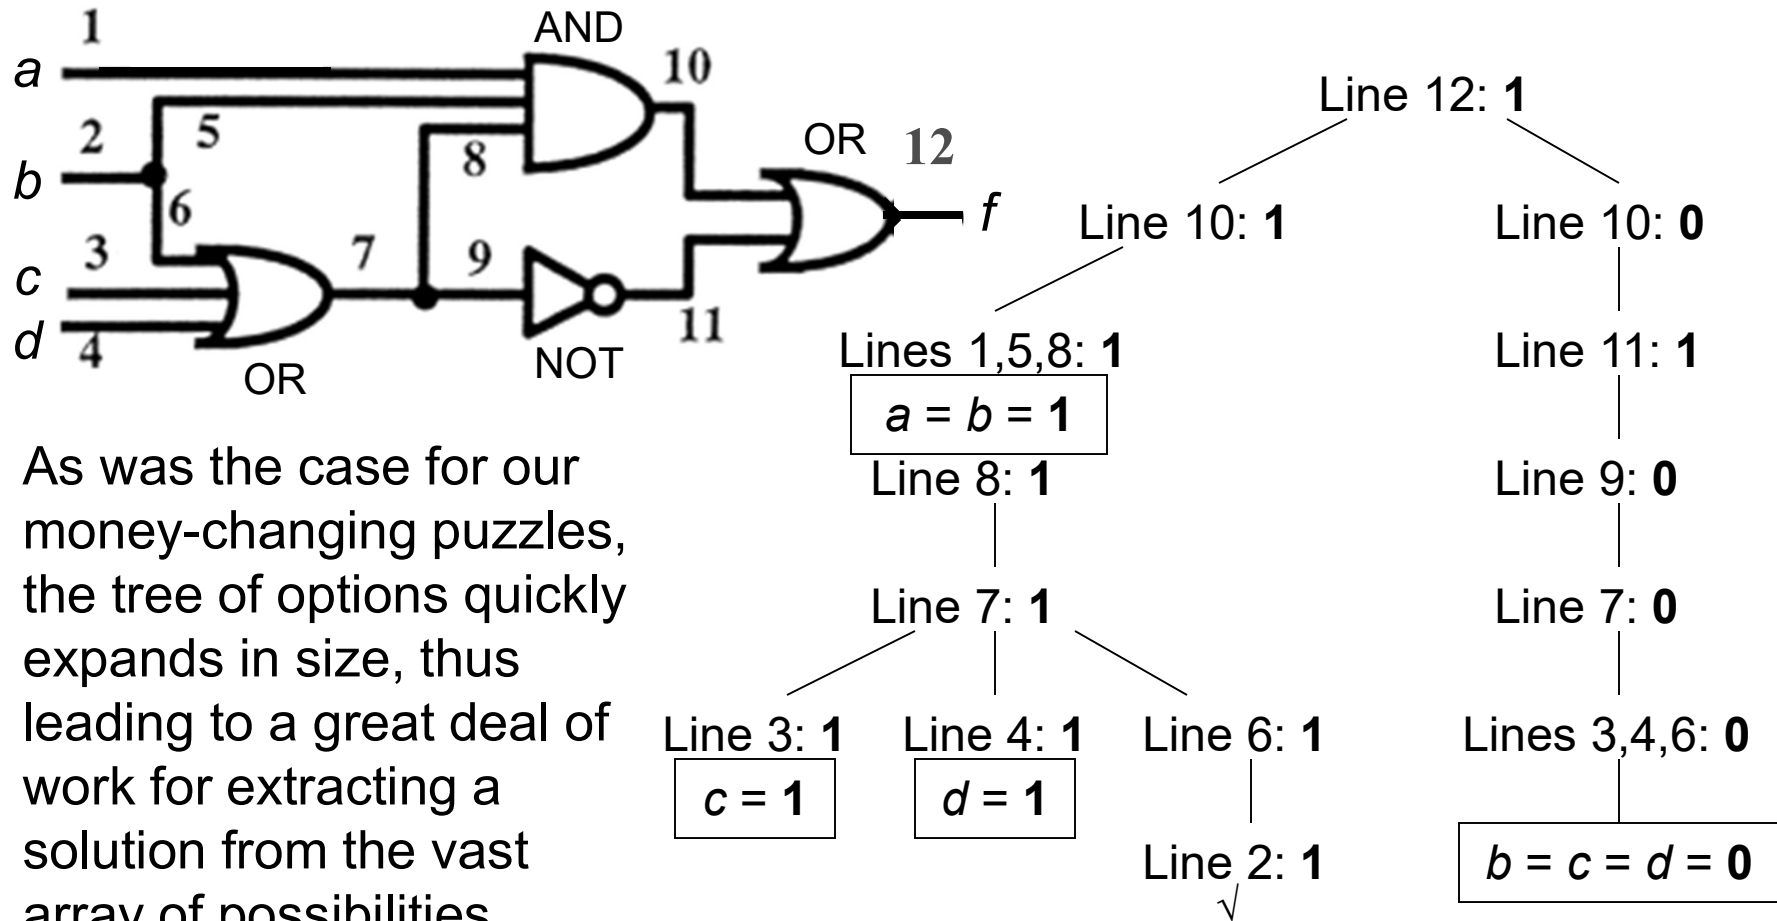 1
AND
a
10
5
2
8
OR
12
b
6
f
3
7
9
c
d
4
11
OR
NOT
As was the case for our
money-changing puzzles,
the tree of options quickly
expands in size, thus
leading to a great deal of
work for extracting a
solution from the vast
array of possibilities
Line 12: 1
Line 10: 1
Line 10: 0
Lines 1,5,8: 1
Line 11: 1
a = b = 1
Line 8: 1
Line 9: 0
Line 7: 1
Line 7: 0
Line 3: 1
Line 4: 1
Line 6: 1
Lines 3,4,6: 0
c = 1
d = 1
Line 2: 1
b = c = d = 0
√